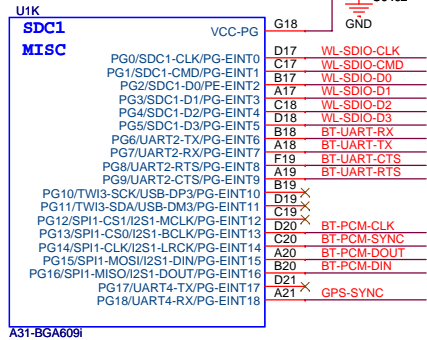 U1K
SDC1
MISC
VCC-PG G18 GND
PG0/SDC1-CLK/PG-EINT0 D17 WL-SDIO-CLK
PG1/SDC1-CMD/PG-EINT1 C17 WL-SDIO-CMD
PG2/SDC1-D0/PE-EINT2 B17 WL-SDIO-D0
PG3/SDC1-D1/PG-EINT3 A17 WL-SDIO-D1
PG4/SDC1-D2/PG-EINT4 C18 WL-SDIO-D2
PG5/SDC1-D3/PG-EINT5 D18 WL-SDIO-D3
PG6/UART2-TX/PG-EINT6 B18 BT-UART-RX
PG7/UART2-RX/PG-EINT7 A18 BT-UART-TX
PG8/UART2-RTS/PG-EINT8 F19 BT-UART-CTS
PG9/UART2-CTS/PG-EINT9 A19 BT-UART-RTS
PG10/TWI3-SCK/USB-DP3/PG-EINT10 B19
PG11/TWI3-SDA/USB-DM3/PG-EINT11 D19
PG12/SPI1-CS1/I2S1-MCLK/PG-EINT12 C19
PG13/SPI1-CS0/I2S1-BCLK/PG-EINT13 D20 BT-PCM-CLK
PG14/SPI1-CLK/I2S1-LRCK/PG-EINT14 C20 BT-PCM-SYNC
PG15/SPI1-MOSI/I2S1-DIN/PG-EINT15 A20 BT-PCM-DOUT
PG16/SPI1-MISO/I2S1-DOUT/PG-EINT16 B20 BT-PCM-DIN
PG17/UART4-TX/PG-EINT17 D21
PG18/UART4-RX/PG-EINT18 A21 GPS-SYNC
A31-BGA609i